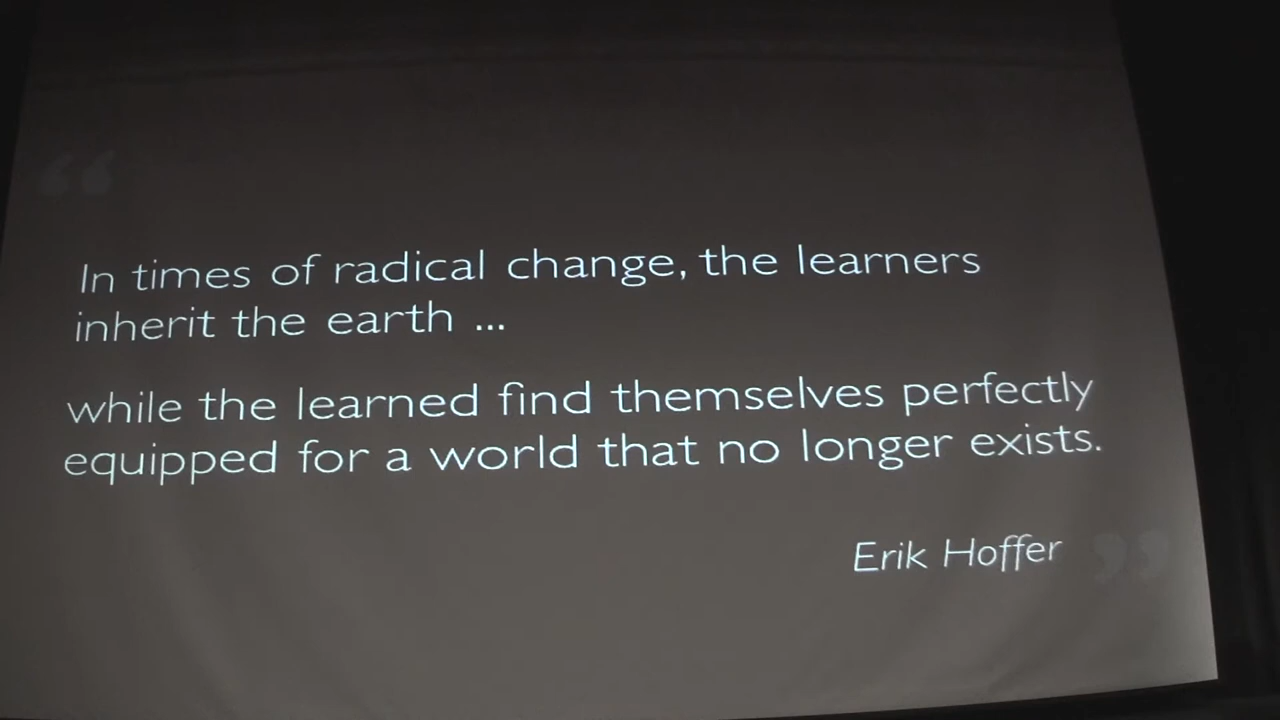 In times of radical change, the learners
inherit the earth ...
while the learned find themselves perfectly
equipped for a world that no longer exists.
Erik Hoffer